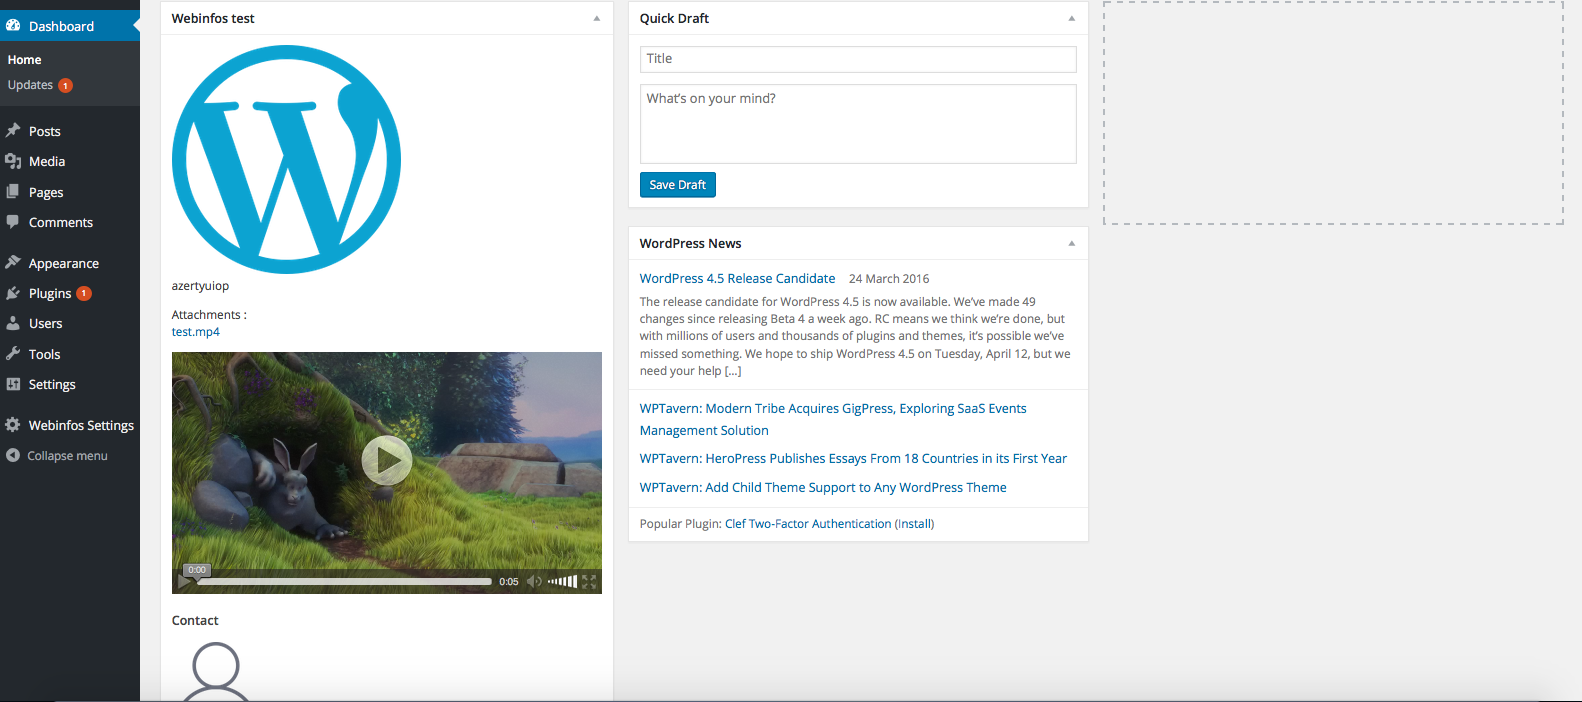 Dashboard
Home
Updates 1
Posts
Media
Pages
Comments
Appearance
Plugins 1
Users
Tools
Settings
Webinfos Settings
Collapse menu
Webinfos test
azertyuiop
Attachments :
test.mp4
0:00
0:05
Contact
Quick Draft
Title
What's on your mind?
Save Draft
WordPress News
WordPress 4.5 Release Candidate 24 March 2016
The release candidate for WordPress 4.5 is now available. We've made 49
changes since releasing Beta 4 a week ago. RC means we think we're done, but
with millions of users and thousands of plugins and themes, it's possible we've
missed something. We hope to ship WordPress 4.5 on Tuesday, April 12, but we
need your help [...]
WPTavern: Modern Tribe Acquires GigPress, Exploring SaaS Events
Management Solution
WPTavern: HeroPress Publishes Essays From 18 Countries in its First Year
WPTavern: Add Child Theme Support to Any WordPress Theme
Popular Plugin: Clef Two-Factor Authentication (Install)